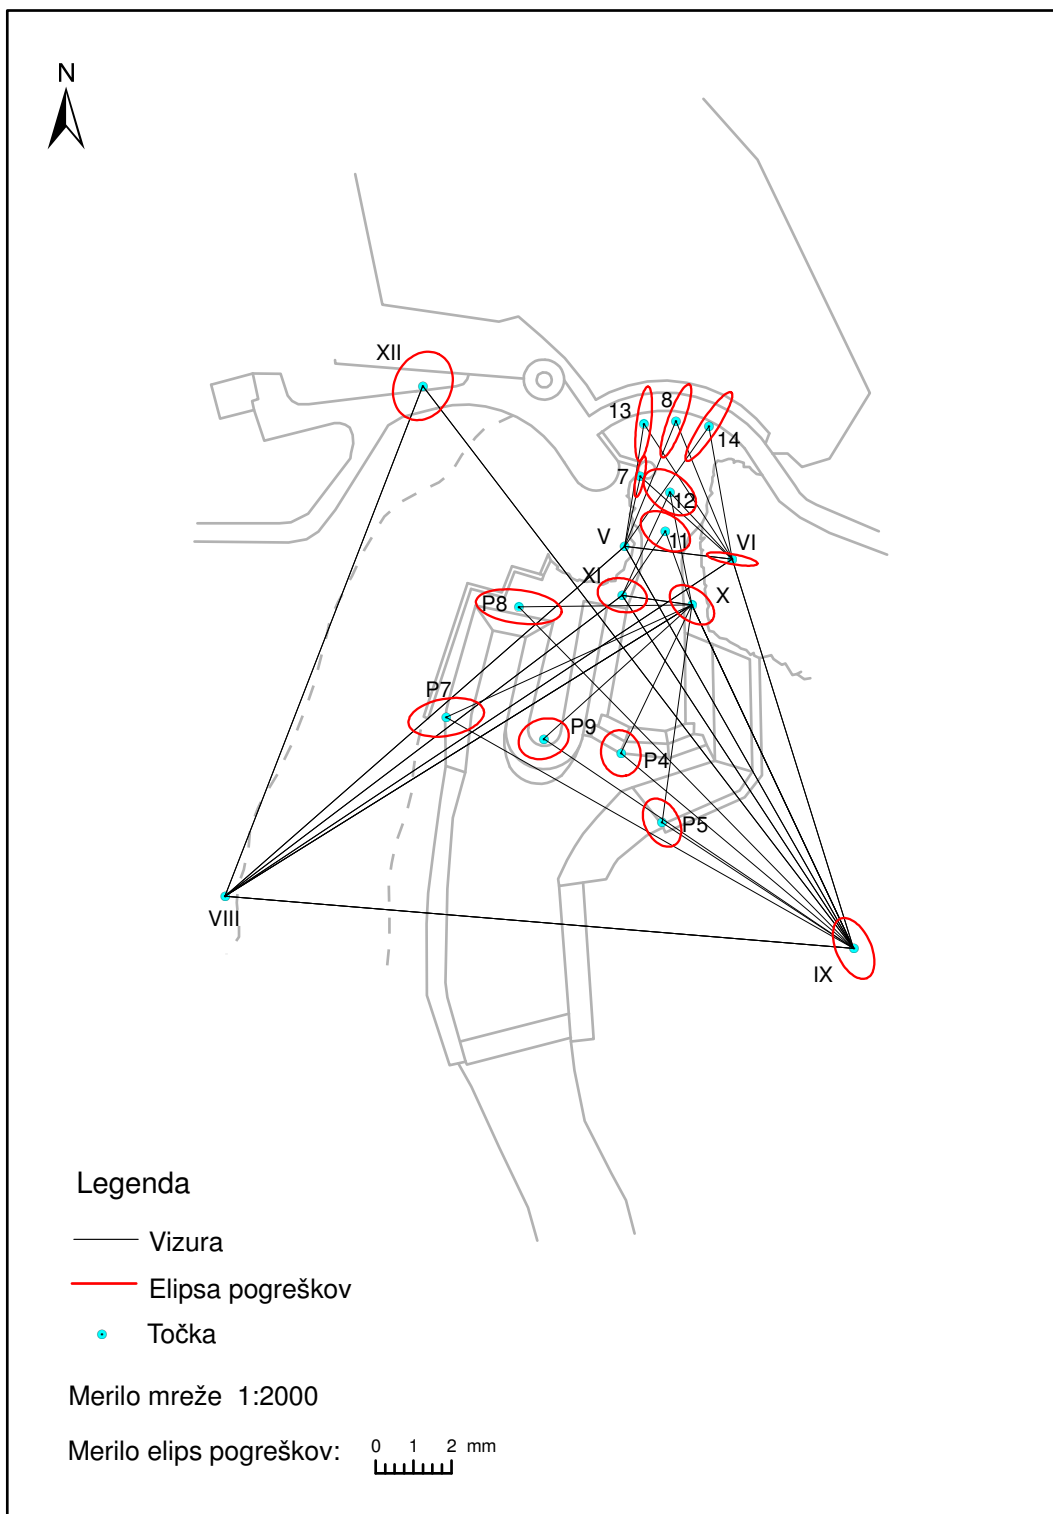 N
XII
13
8
14
7
12
11
V
VI
XI
X
P8
P7
P9
P4
P5
VIII
IX
Legenda
Vizura
Elipsa pogreškov
Točka
Merilo mreže 1:2000
Merilo elips pogreškov: 0 1 2 mm